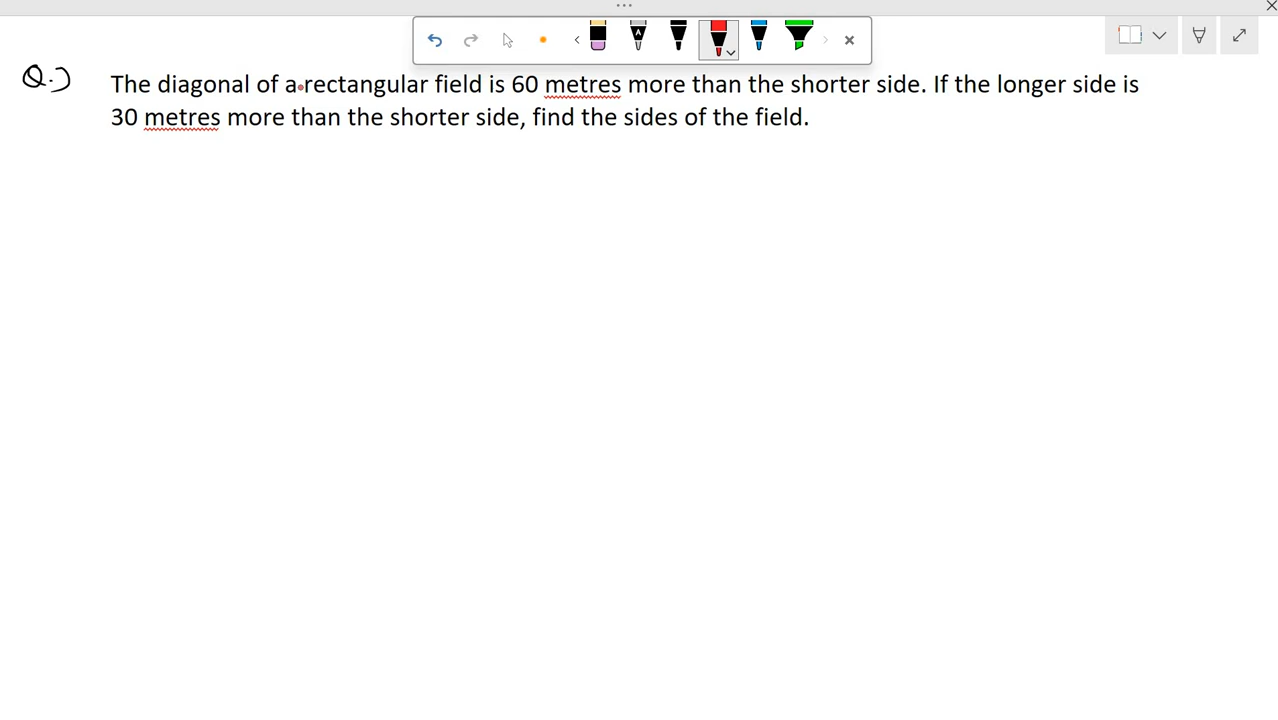 Q.) The diagonal of a rectangular field is 60 metres more than the shorter side. If the longer side is
30 metres more than the shorter side, find the sides of the field.